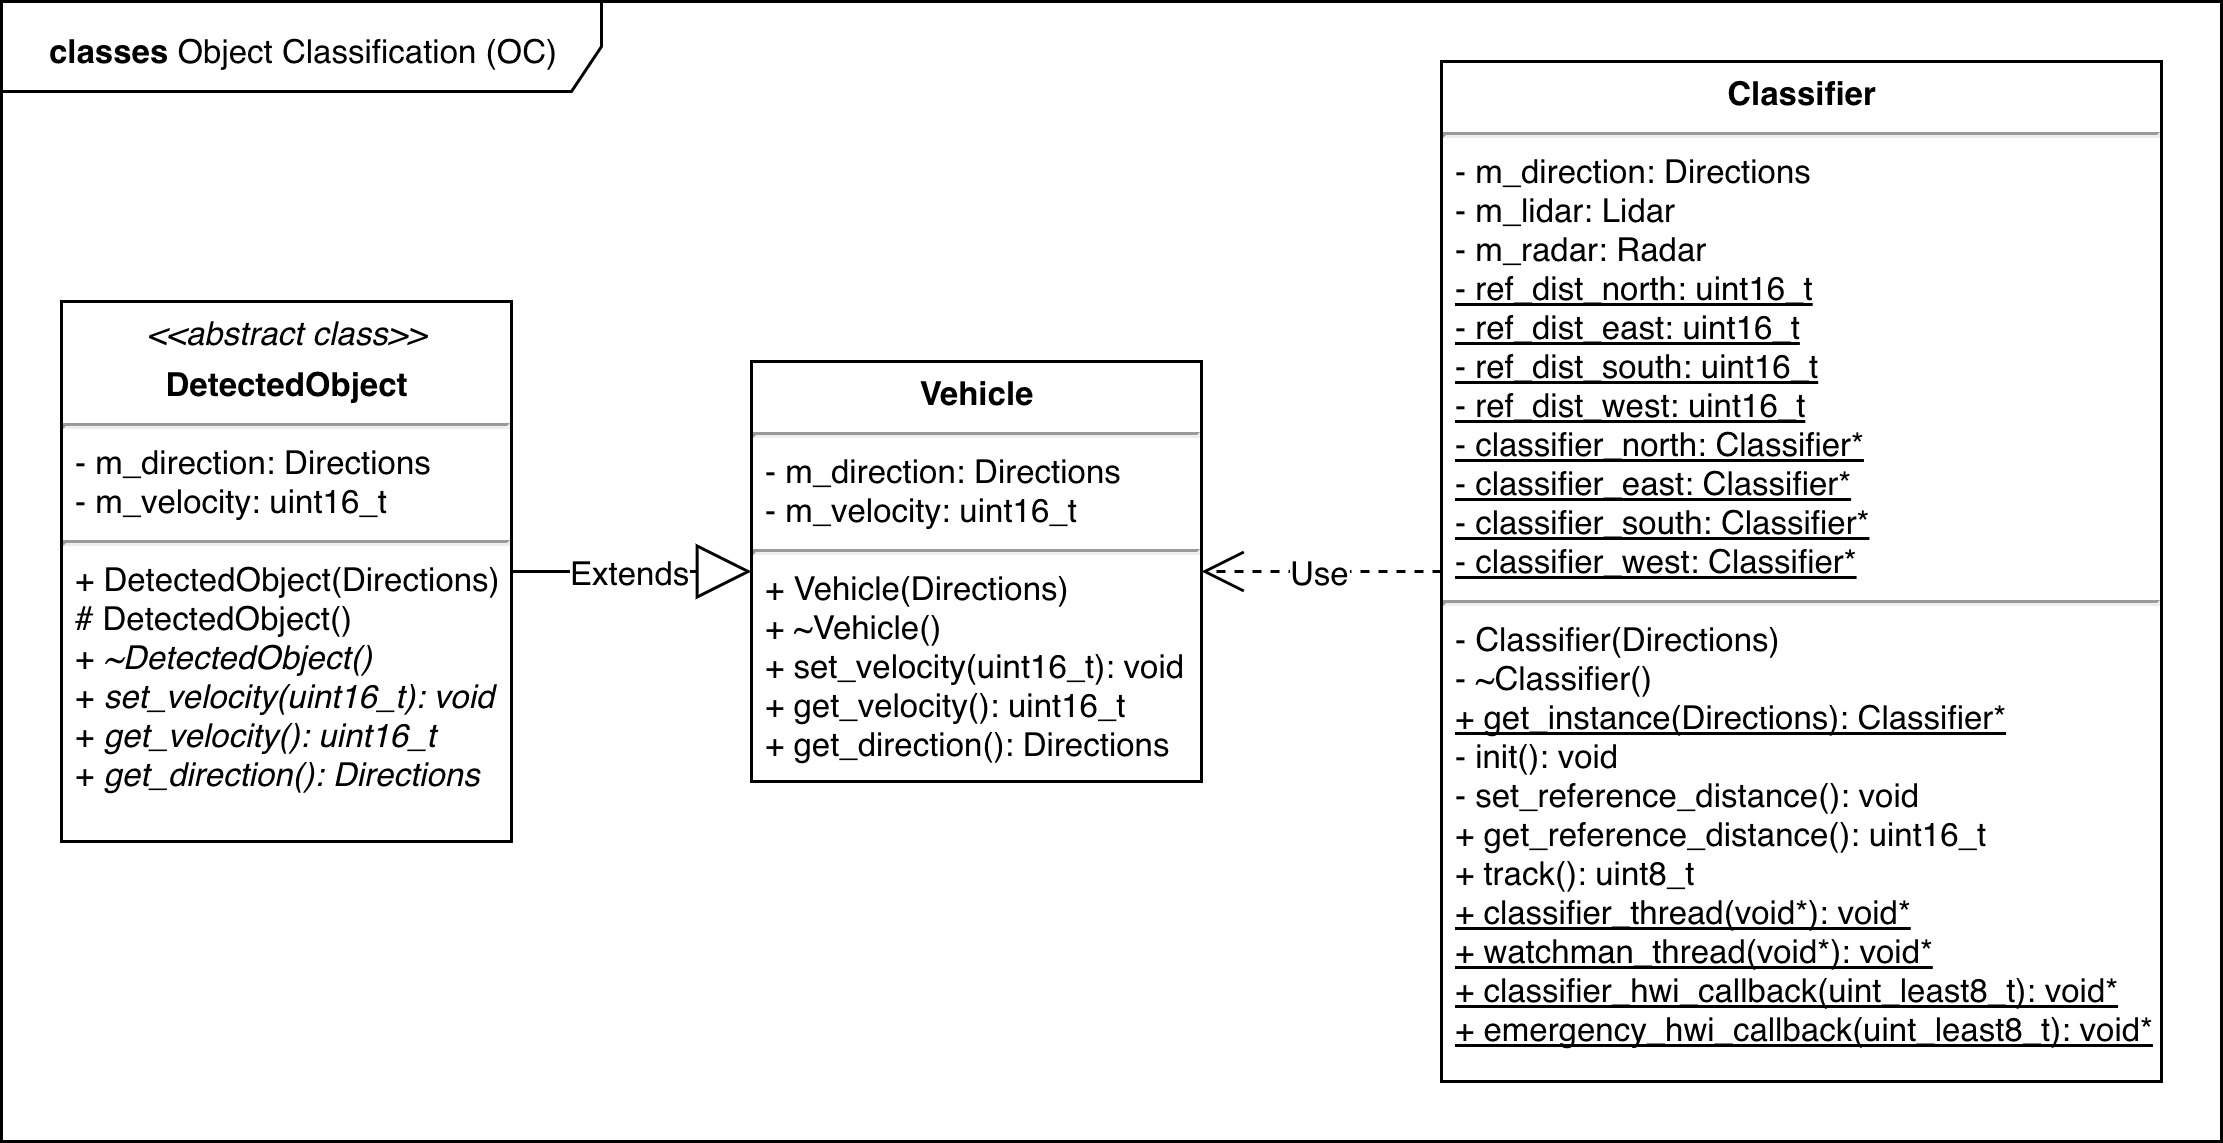 classes Object Classification (OC)
<<abstract class>>
DetectedObject
- m_direction: Directions
- m_velocity: uint16_t
+ DetectedObject(Directions)
# DetectedObject()
+ ~DetectedObject()
+ set_velocity(uint16_t): void
+ get_velocity(): uint16_t
+ get_direction(): Directions
Extends
Vehicle
- m_direction: Directions
- m_velocity: uint16_t
+ Vehicle(Directions)
+ ~Vehicle()
+ set_velocity(uint16_t): void
+ get_velocity(): uint16_t
+ get_direction(): Directions
Use
Classifier
- m_direction: Directions
- m_lidar: Lidar
- m_radar: Radar
- ref_dist_north: uint16_t
- ref_dist_east: uint16_t
- ref_dist_south: uint16_t
- ref_dist_west: uint16_t
- classifier_north: Classifier*
- classifier_east: Classifier*
- classifier_south: Classifier*
- classifier_west: Classifier*
- Classifier(Directions)
- ~Classifier()
+ get_instance(Directions): Classifier*
- init(): void
- set_reference_distance(): void
+ get_reference_distance(): uint16_t
+ track(): uint8_t
+ classifier_thread(void*): void*
+ watchman_thread(void*): void*
+ classifier_hwi_callback(uint_least8_t): void*
+ emergency_hwi_callback(uint_least8_t): void*